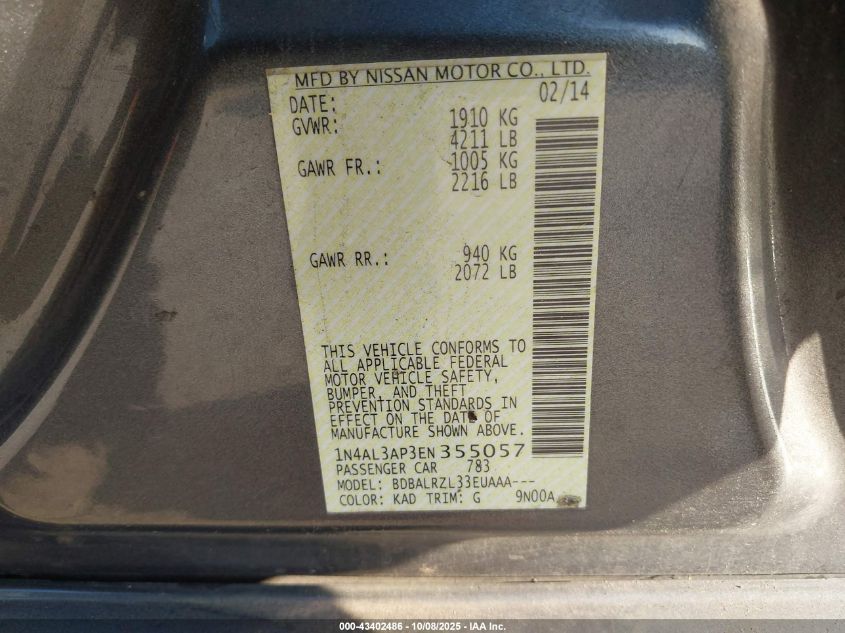 MFD BY NISSAN MOTOR CO., LTD.
DATE: 02/14
GVWR: 1910 KG
4211 LB
GAWR FR.: 1005 KG
2216 LB
GAWR RR.: 940 KG
2072 LB
THIS VEHICLE CONFORMS TO
ALL APPLICABLE FEDERAL
MOTOR VEHICLE SAFETY,
BUMPER, AND THEFT
PREVENTION STANDARDS IN
EFFECT ON THE DATE OF
MANUFACTURE SHOWN ABOVE.
1N4AL3AP3EN355057
PASSENGER CAR 783
MODEL: BDBALRZL33EUAAA---
COLOR: KAD TRIM: G 9N00A
000-43402486 - 10/08/2025 - IAA Inc.